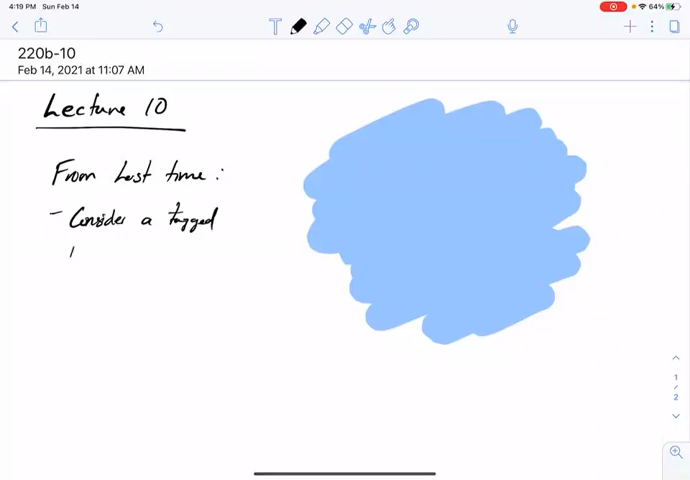 4:19 PM Sun Feb 14
64%
220b-10
Feb 14, 2021 at 11:07 AM
Lecture 10
From last time:
- Consider a tagged
1
/
2